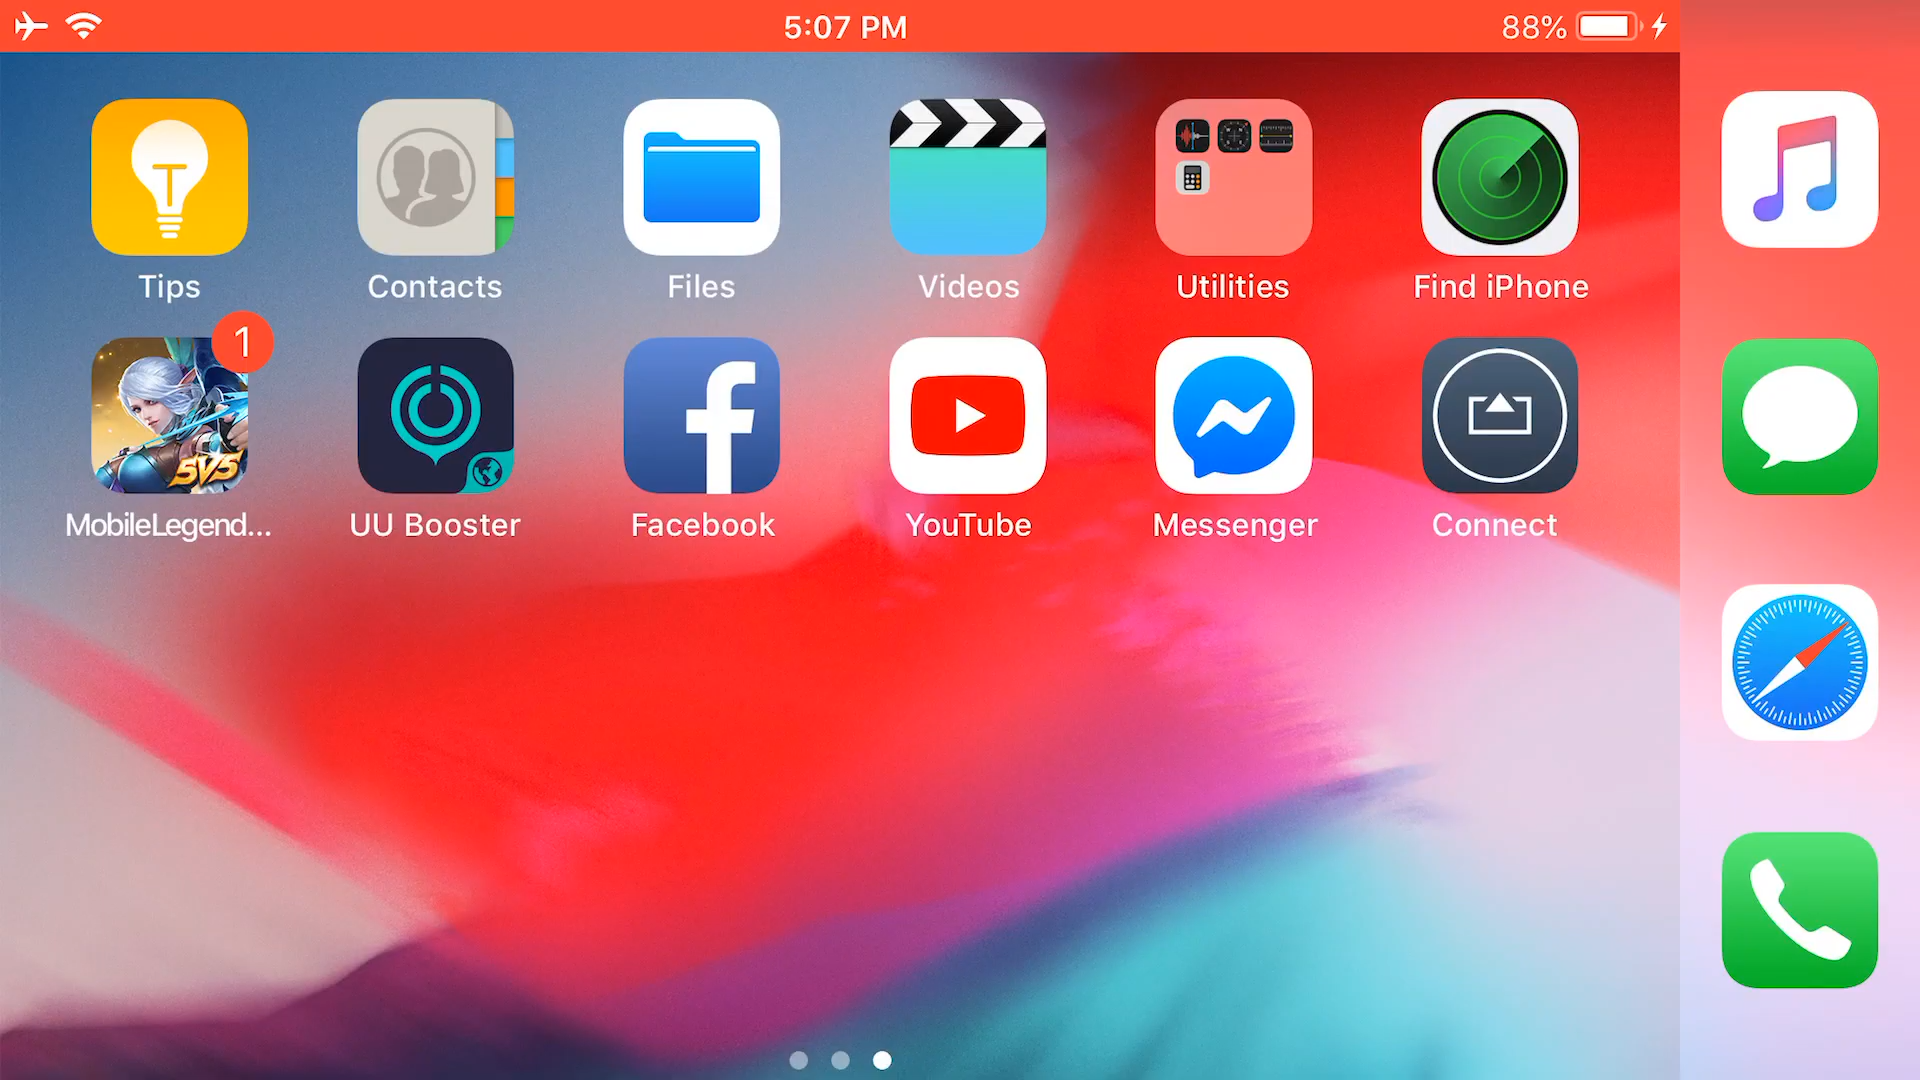 5:07 PM
88%
Tips
Contacts
Files
Videos
Utilities
Find iPhone
1
5V5
MobileLegend...
UU Booster
Facebook
YouTube
Messenger
Connect